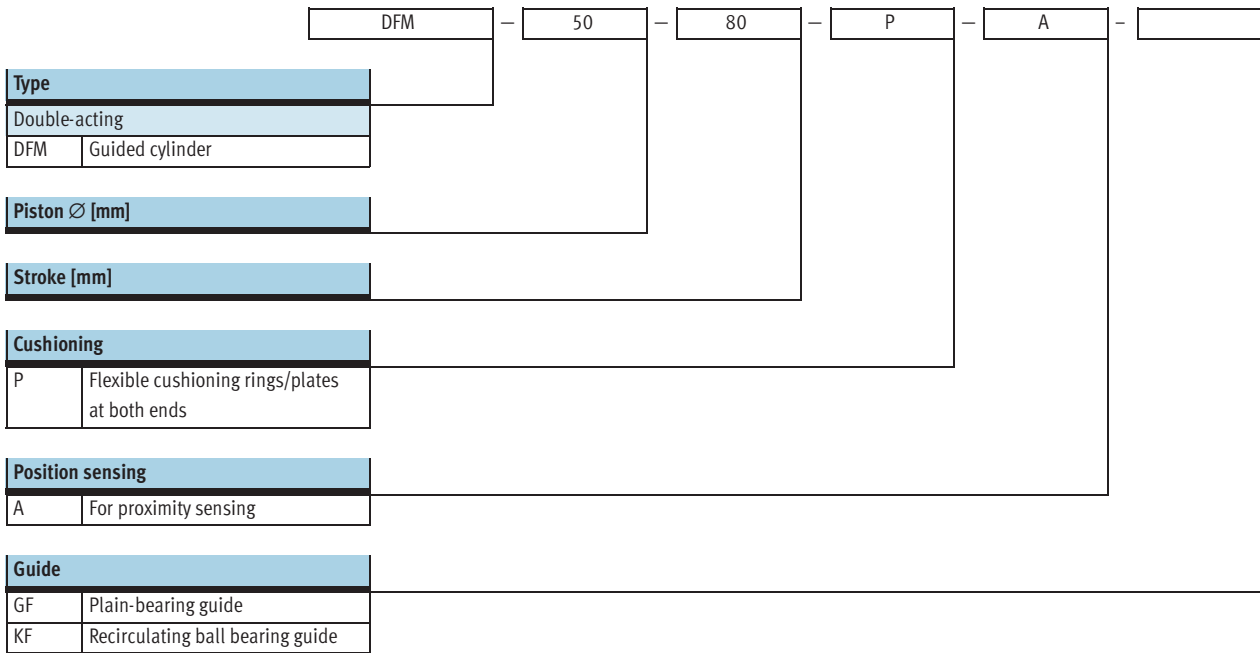 DFM – 50 – 80 – P – A –
Type
Double-acting
DFM Guided cylinder
Piston ∅ [mm]
Stroke [mm]
Cushioning
P Flexible cushioning rings/plates
at both ends
Position sensing
A For proximity sensing
Guide
GF Plain-bearing guide
KF Recirculating ball bearing guide